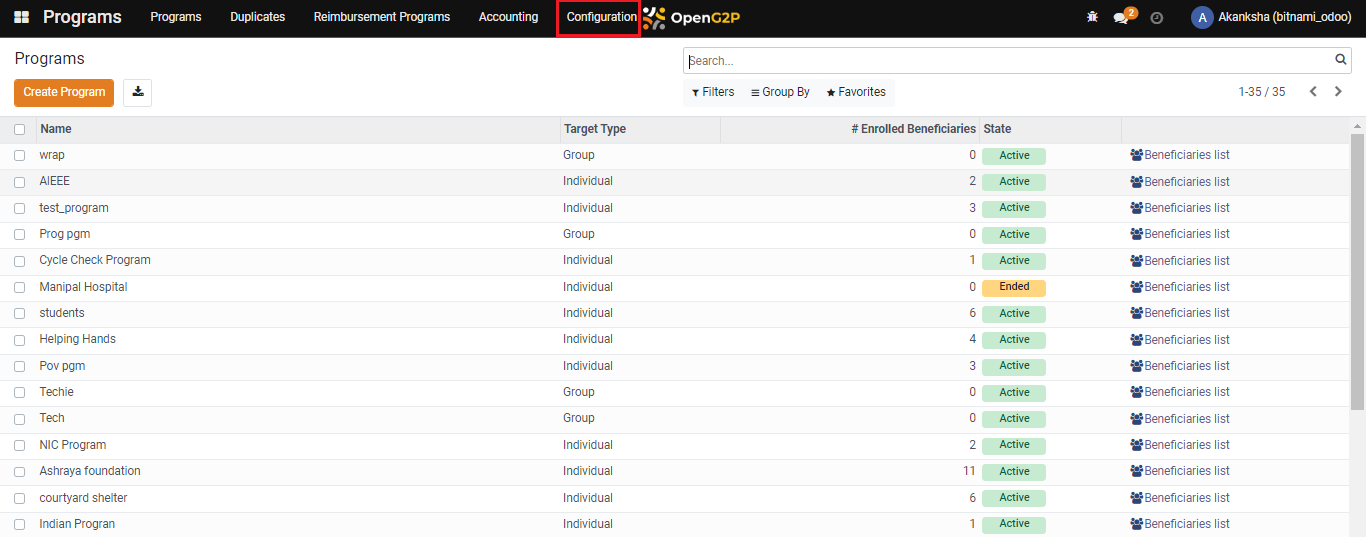 Programs Programs Duplicates Reimbursement Programs Accounting Configuration OpenG2P 2 A Akanksha (bitnami_odoo)
Programs Search...
Create Program Filters Group By Favorites 1-35 / 35
Name Target Type # Enrolled Beneficiaries State
wrap Group 0 Active Beneficiaries list
AIEEE Individual 2 Active Beneficiaries list
test_program Individual 3 Active Beneficiaries list
Prog pgm Group 0 Active Beneficiaries list
Cycle Check Program Individual 1 Active Beneficiaries list
Manipal Hospital Individual 0 Ended Beneficiaries list
students Individual 6 Active Beneficiaries list
Helping Hands Individual 4 Active Beneficiaries list
Pov pgm Individual 3 Active Beneficiaries list
Techie Group 0 Active Beneficiaries list
Tech Group 0 Active Beneficiaries list
NIC Program Individual 2 Active Beneficiaries list
Ashraya foundation Individual 11 Active Beneficiaries list
courtyard shelter Individual 6 Active Beneficiaries list
Indian Progran Individual 1 Active Beneficiaries list